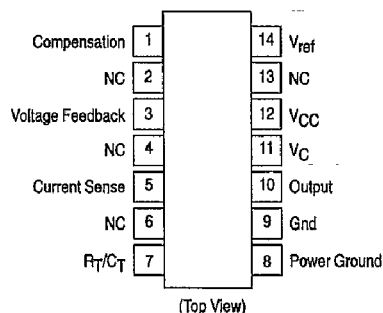 Compensation 1 14 Vref
NC 2 13 NC
Voltage Feedback 3 12 VCC
NC 4 11 VC
Current Sense 5 10 Output
NC 6 9 Gnd
RT/CT 7 8 Power Ground
(Top View)